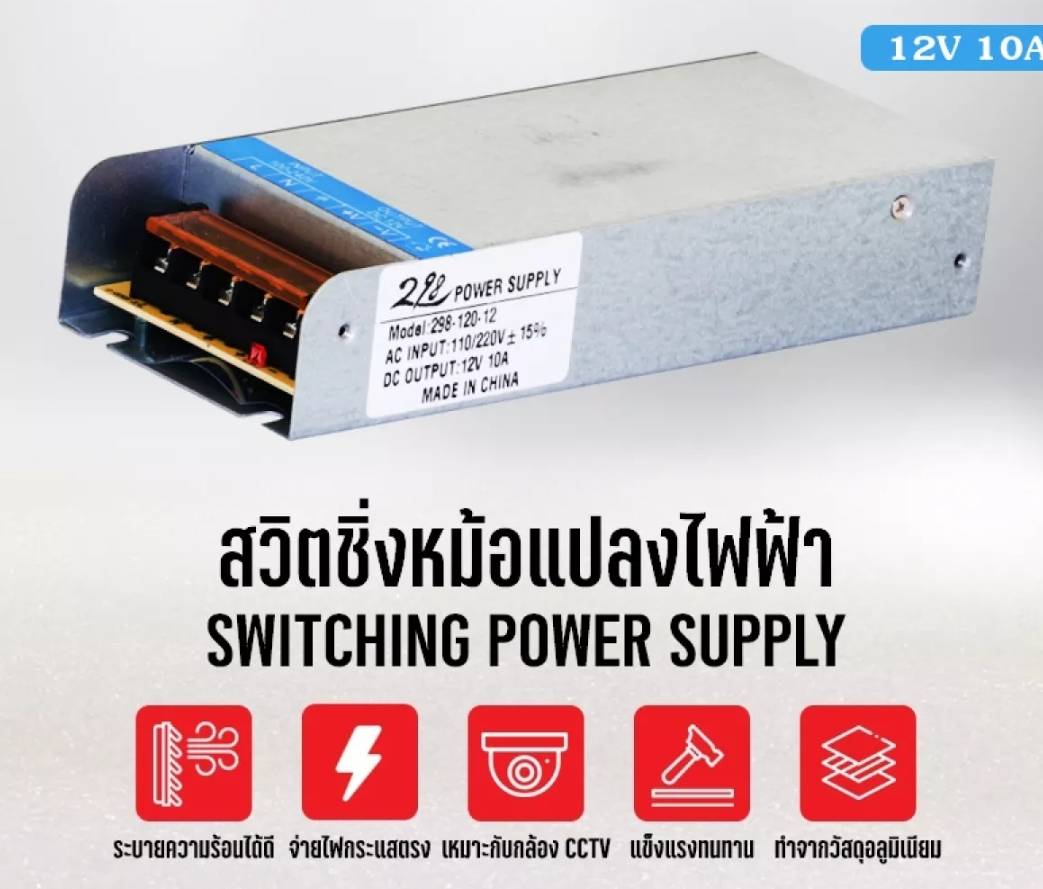 12V 10A
INPUT
L
N
298 POWER SUPPLY
Model:298-120-12
AC INPUT:110/220V±15%
DC OUTPUT:12V 10A
MADE IN CHINA
สวิตชิ่งหม้อแปลงไฟฟ้า
SWITCHING POWER SUPPLY
ระบายความร้อนได้ดี จ่ายไฟกระแสตรง เหมาะกับกล้อง CCTV แข็งแรงทนทาน ทำจากวัสดุอลูมิเนียม